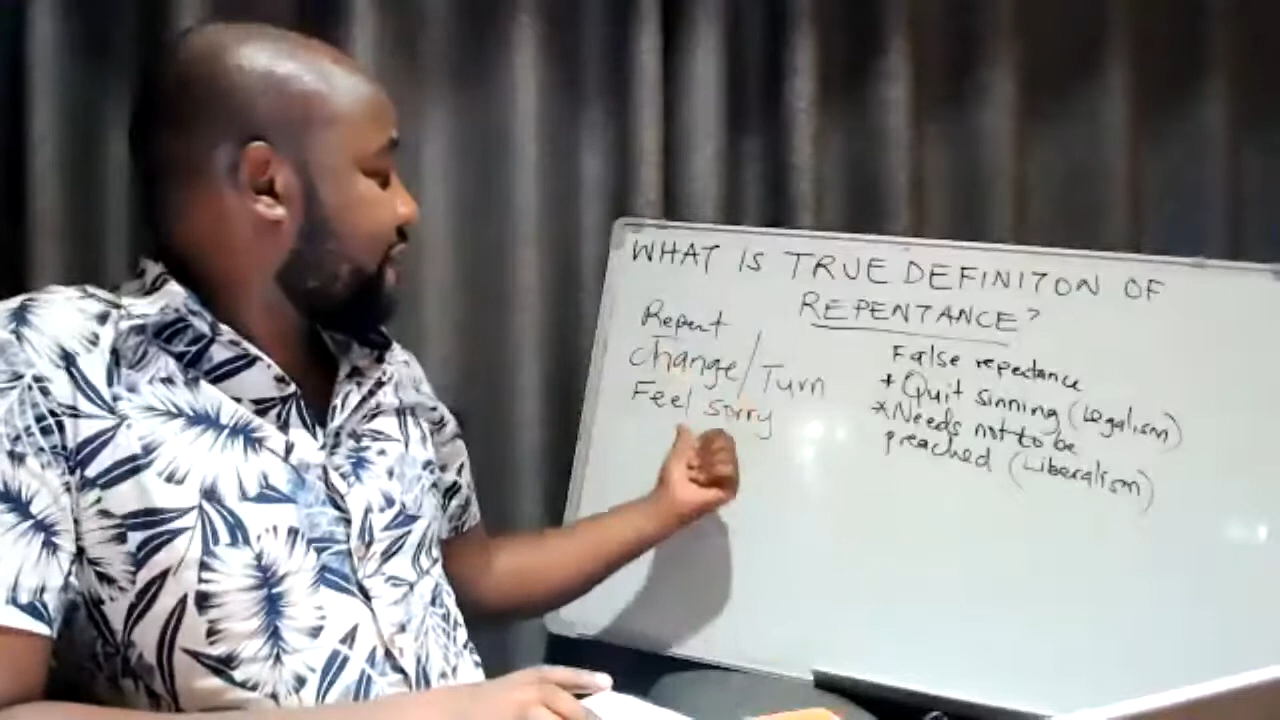 WHAT IS TRUE DEFINITON OF
REPENTANCE?
Repent
Change/Turn
Feel sorry
False repectance
* Quit sinning (Legalism)
* Needs not to be
preached (Liberalism)